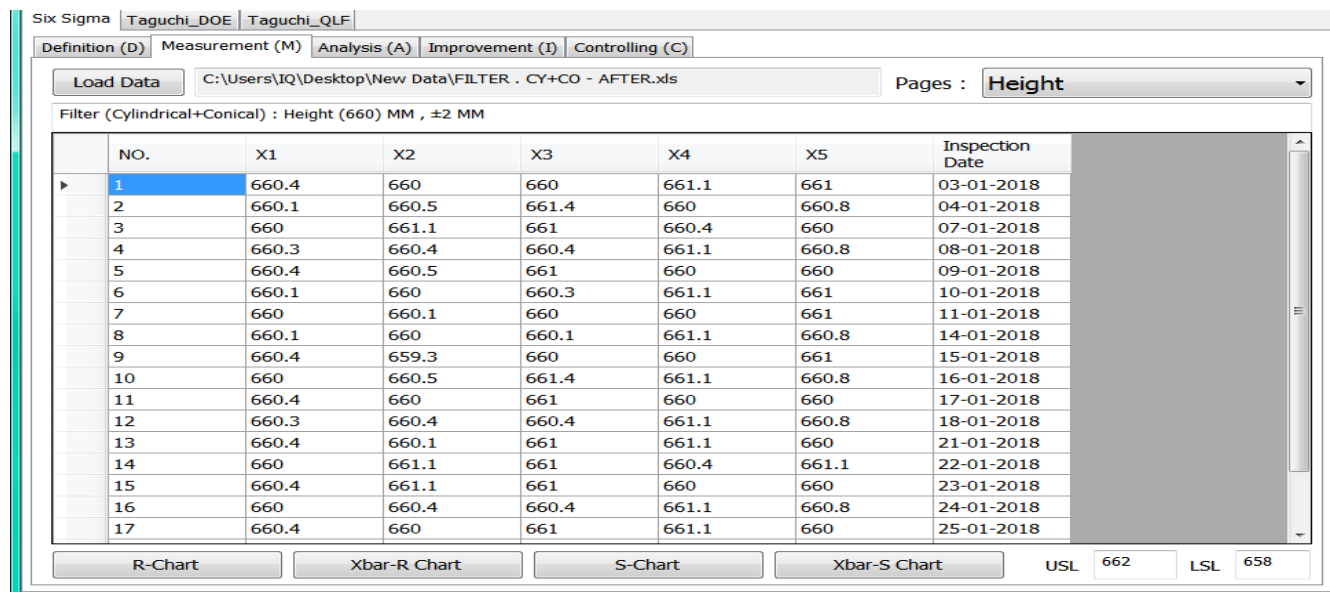 Six Sigma Taguchi_DOE Taguchi_QLF
Definition (D) Measurement (M) Analysis (A) Improvement (I) Controlling (C)
Load Data C:\Users\IQ\Desktop\New Data\FILTER . CY+CO - AFTER.xls Pages : Height
Filter (Cylindrical+Conical) : Height (660) MM , ±2 MM
NO. X1 X2 X3 X4 X5 Inspection Date
1 660.4 660 660 661.1 661 03-01-2018
2 660.1 660.5 661.4 660 660.8 04-01-2018
3 660 661.1 661 660.4 660 07-01-2018
4 660.3 660.4 660.4 661.1 660.8 08-01-2018
5 660.4 660.5 661 660 660 09-01-2018
6 660.1 660 660.3 661.1 661 10-01-2018
7 660 660.1 660 660 661 11-01-2018
8 660.1 660 660.1 661.1 660.8 14-01-2018
9 660.4 659.3 660 660 661 15-01-2018
10 660 660.5 661.4 661.1 660.8 16-01-2018
11 660.4 660 661 660 660 17-01-2018
12 660.3 660.4 660.4 661.1 660.8 18-01-2018
13 660.4 660.1 661 661.1 660 21-01-2018
14 660 661.1 661 660.4 661.1 22-01-2018
15 660.4 661.1 661 660 660 23-01-2018
16 660 660.4 660.4 661.1 660.8 24-01-2018
17 660.4 660 661 661.1 660 25-01-2018
R-Chart Xbar-R Chart S-Chart Xbar-S Chart USL 662 LSL 658